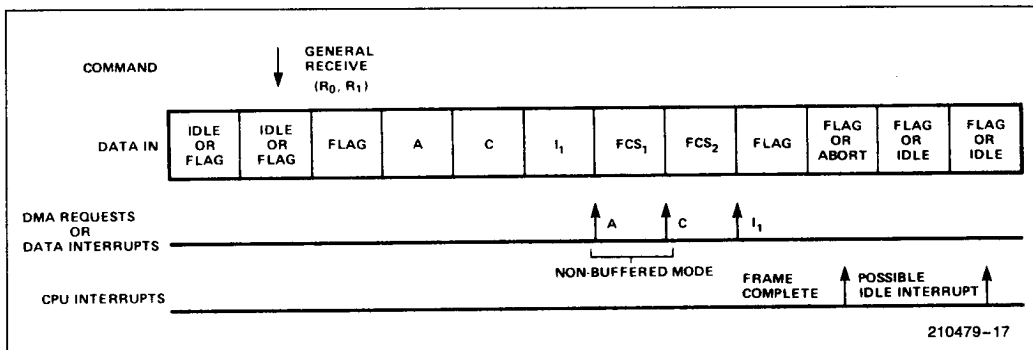 COMMAND
GENERAL
RECEIVE
(R0, R1)
DATA IN
IDLE OR FLAG
IDLE OR FLAG
FLAG
A
C
I1
FCS1
FCS2
FLAG
FLAG OR ABORT
FLAG OR IDLE
FLAG OR IDLE
DMA REQUESTS
OR
DATA INTERRUPTS
A
C
I1
NON-BUFFERED MODE
CPU INTERRUPTS
FRAME
COMPLETE
POSSIBLE
IDLE INTERRUPT
210479-17